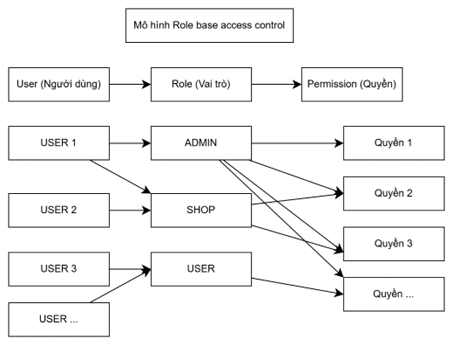 Mô hình Role base access control
User (Người dùng)
Role (Vai trò)
Permission (Quyền)
USER 1
ADMIN
Quyền 1
USER 2
SHOP
Quyền 2
USER 3
USER
Quyền 3
USER ...
Quyền ...